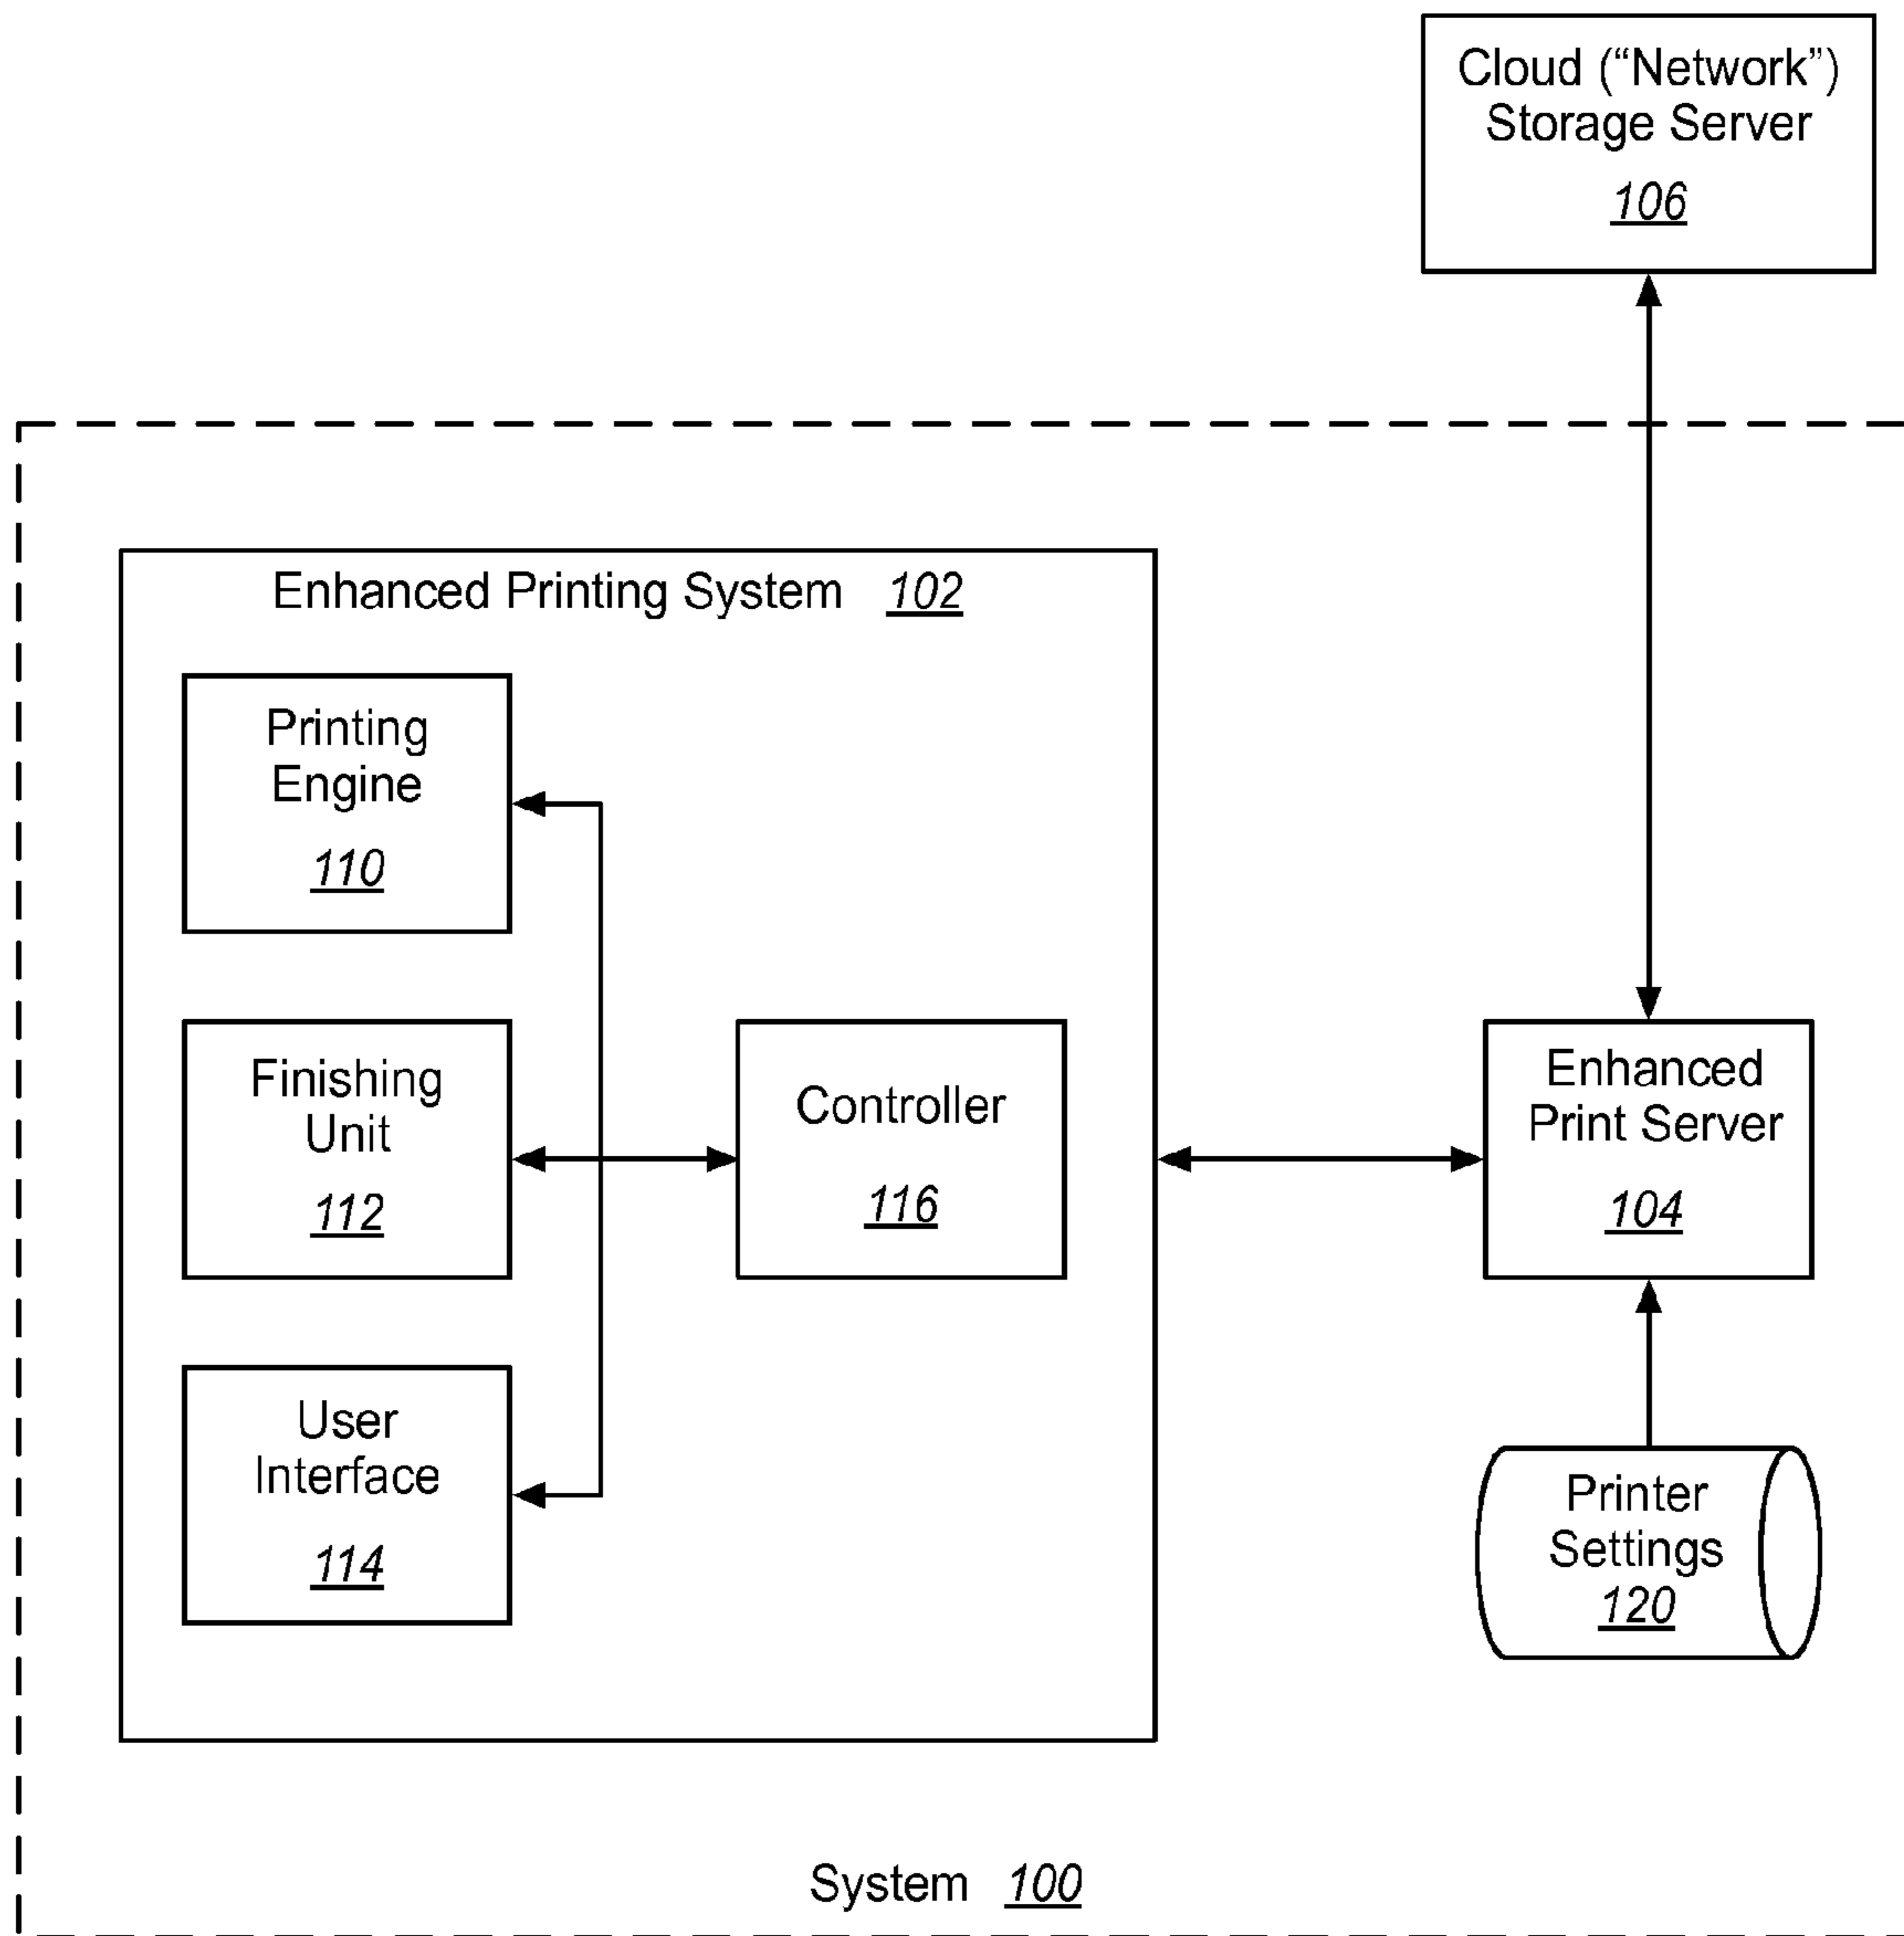 Cloud (“Network”)
Storage Server
106
Enhanced Printing System 102
Printing
Engine
110
Finishing
Unit
112
User
Interface
114
Controller
116
Enhanced
Print Server
104
Printer
Settings
120
System 100